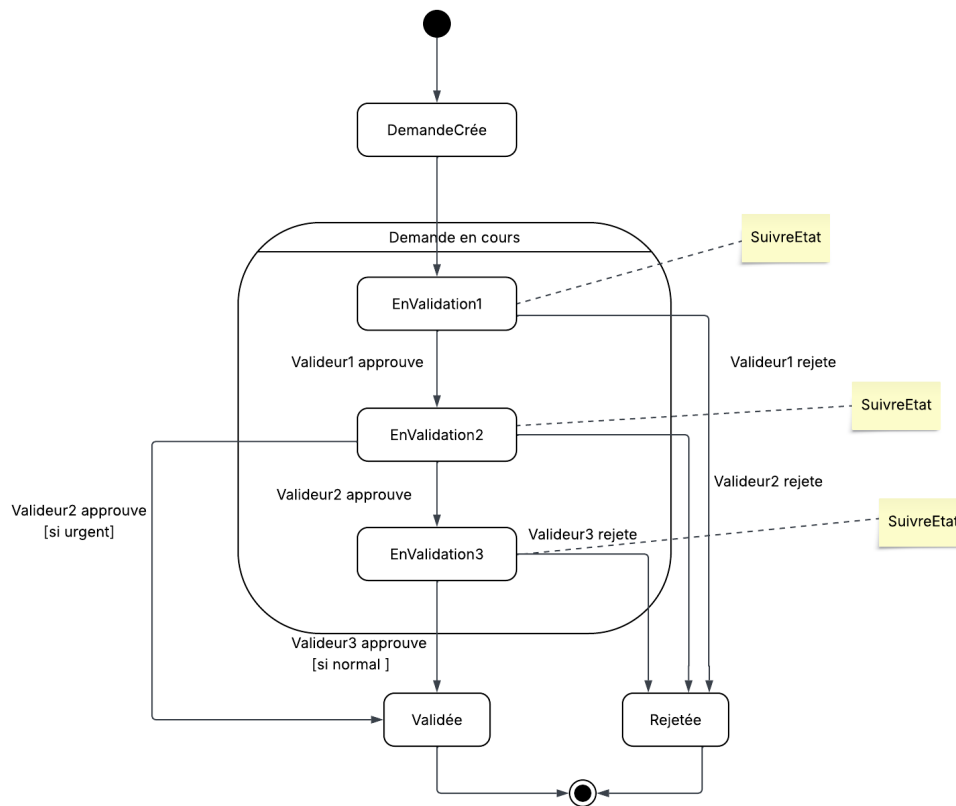 DemandeCrée
Demande en cours
SuivreEtat
EnValidation1
Valideur1 approuve
Valideur1 rejete
SuivreEtat
EnValidation2
Valideur2 rejete
Valideur2 approuve
Valideur2 approuve
[si urgent]
SuivreEtat
Valideur3 rejete
EnValidation3
Valideur3 approuve
[si normal ]
Validée
Rejetée